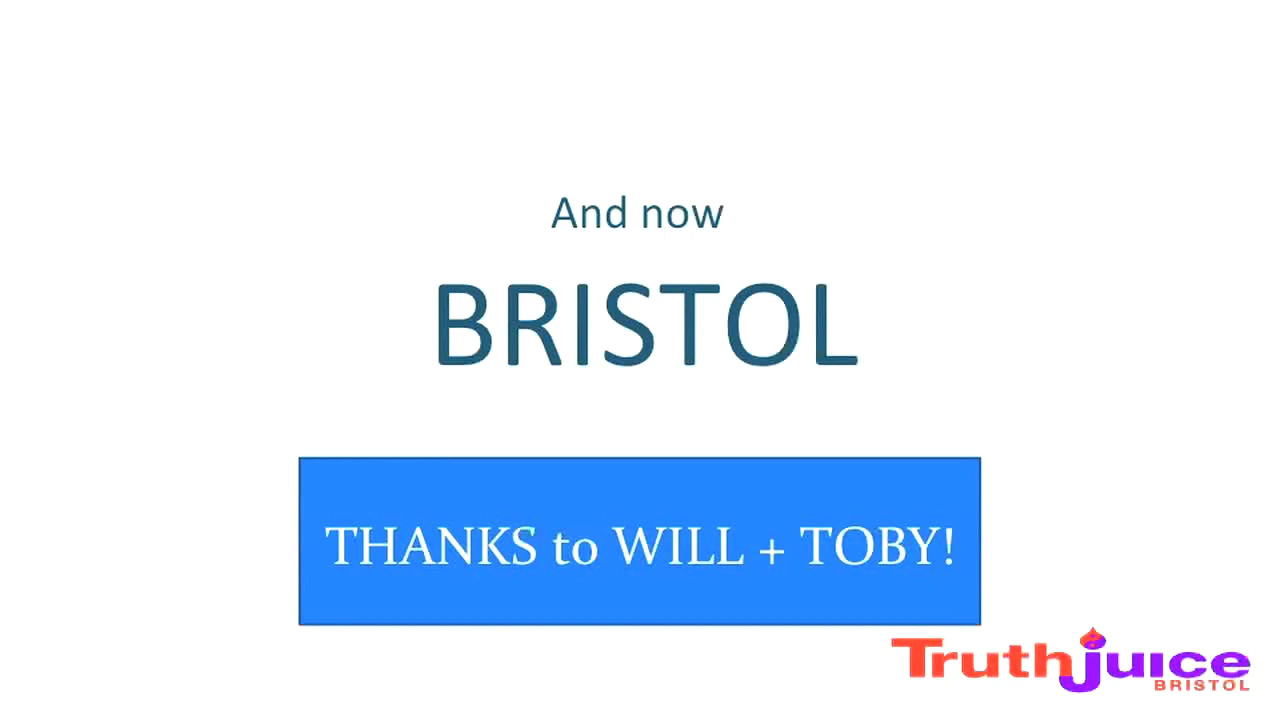 And now
BRISTOL
THANKS to WILL + TOBY!
Truthjuice
BRISTOL